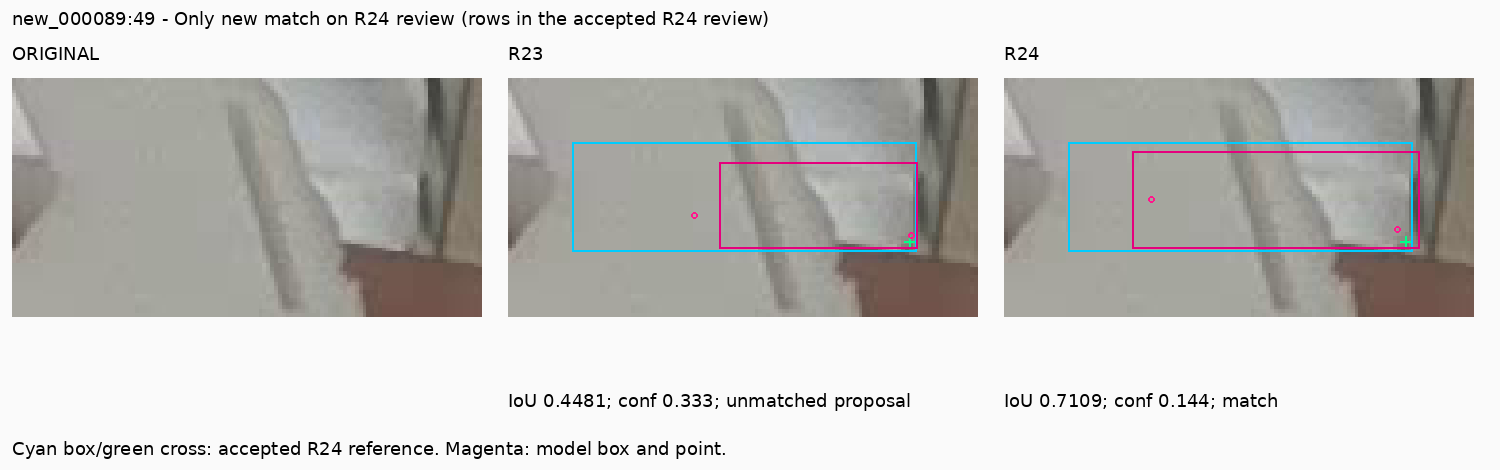 new_000089:49 - Only new match on R24 review (rows in the accepted R24 review)
ORIGINAL
R23
R24
IoU 0.4481; conf 0.333; unmatched proposal
IoU 0.7109; conf 0.144; match
Cyan box/green cross: accepted R24 reference. Magenta: model box and point.